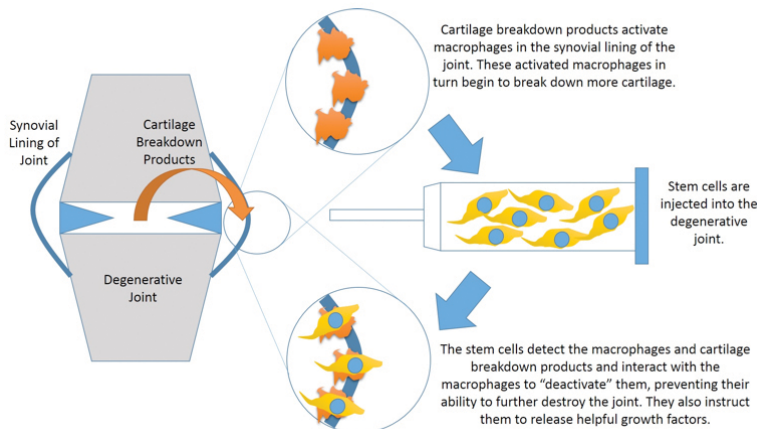 Cartilage breakdown products activate
macrophages in the synovial lining of the
joint. These activated macrophages in
turn begin to break down more cartilage.
Synovial
Lining of
Joint
Cartilage
Breakdown
Products
Stem cells are
injected into the
degenerative
joint.
Degenerative
Joint
The stem cells detect the macrophages and cartilage
breakdown products and interact with the
macrophages to “deactivate” them, preventing their
ability to further destroy the joint. They also instruct
them to release helpful growth factors.